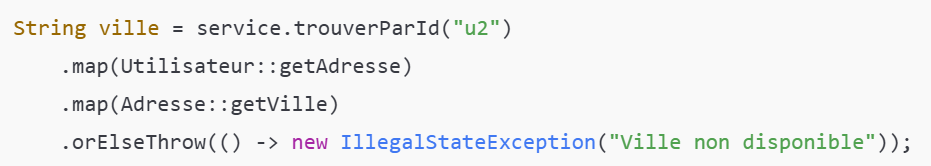 String ville = service.trouverParId("u2")
    .map(Utilisateur::getAdresse)
    .map(Adresse::getVille)
    .orElseThrow(() -> new IllegalStateException("Ville non disponible"));